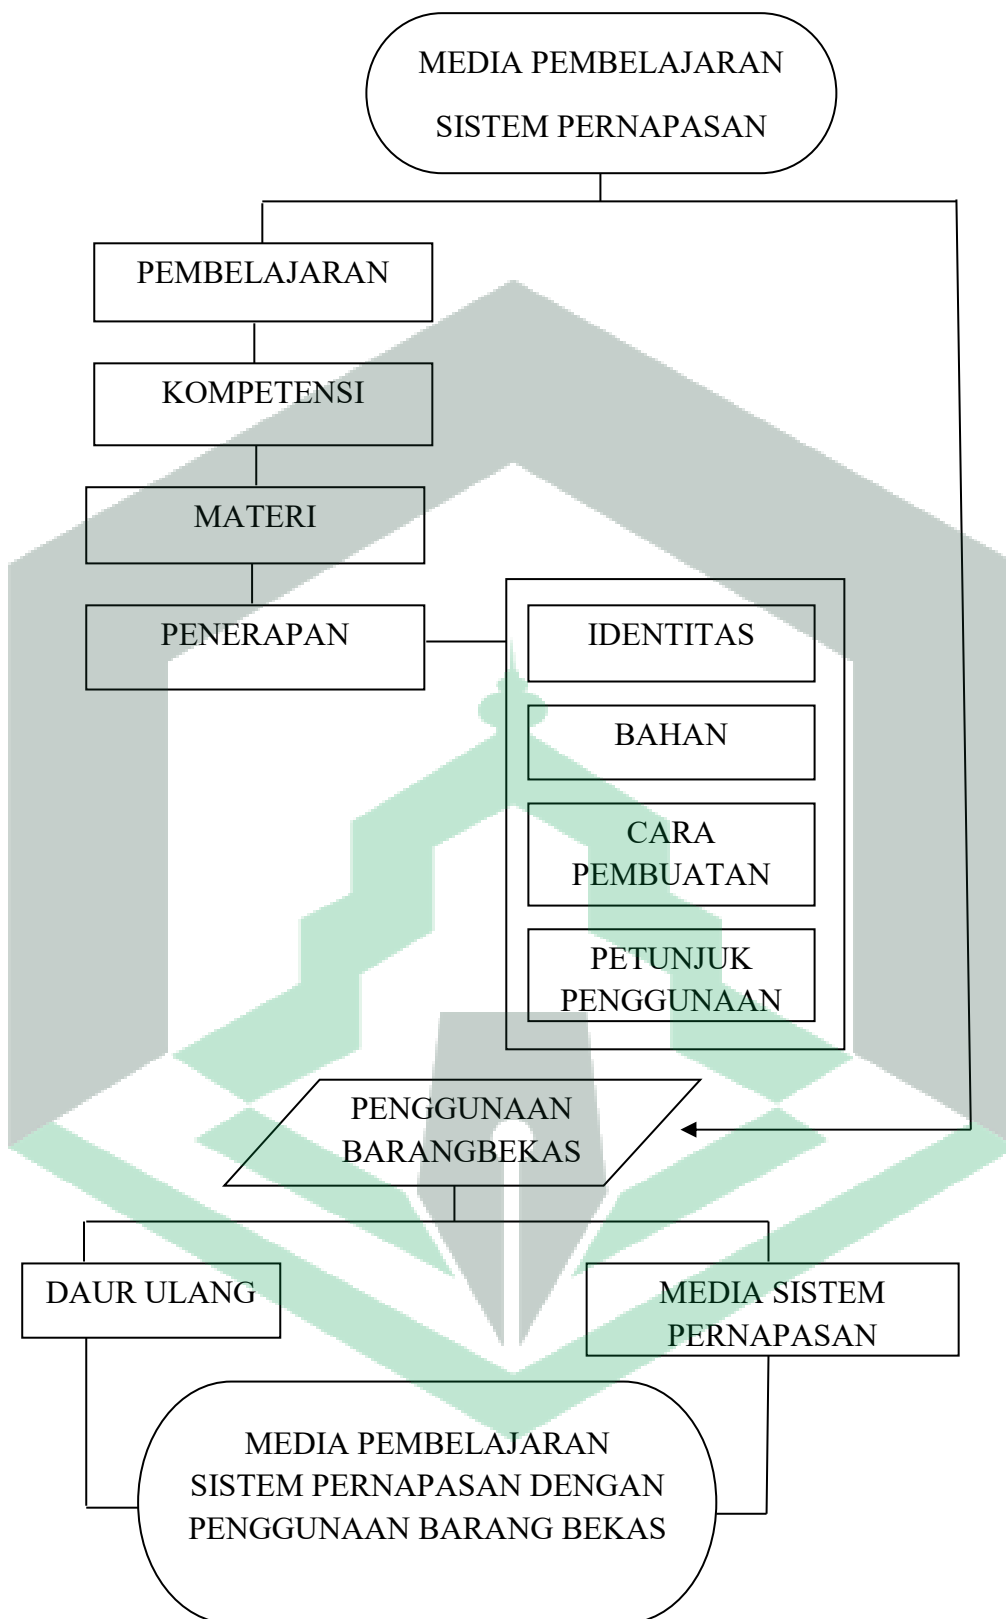 MEDIA PEMBELAJARAN
SISTEM PERNAPASAN
PEMBELAJARAN
KOMPETENSI
MATERI
PENERAPAN
IDENTITAS
BAHAN
CARA
PEMBUATAN
PETUNJUK
PENGGUNAAN
PENGGUNAAN
BARANGBEKAS
DAUR ULANG
MEDIA SISTEM
PERNAPASAN
MEDIA PEMBELAJARAN
SISTEM PERNAPASAN DENGAN
PENGGUNAAN BARANG BEKAS